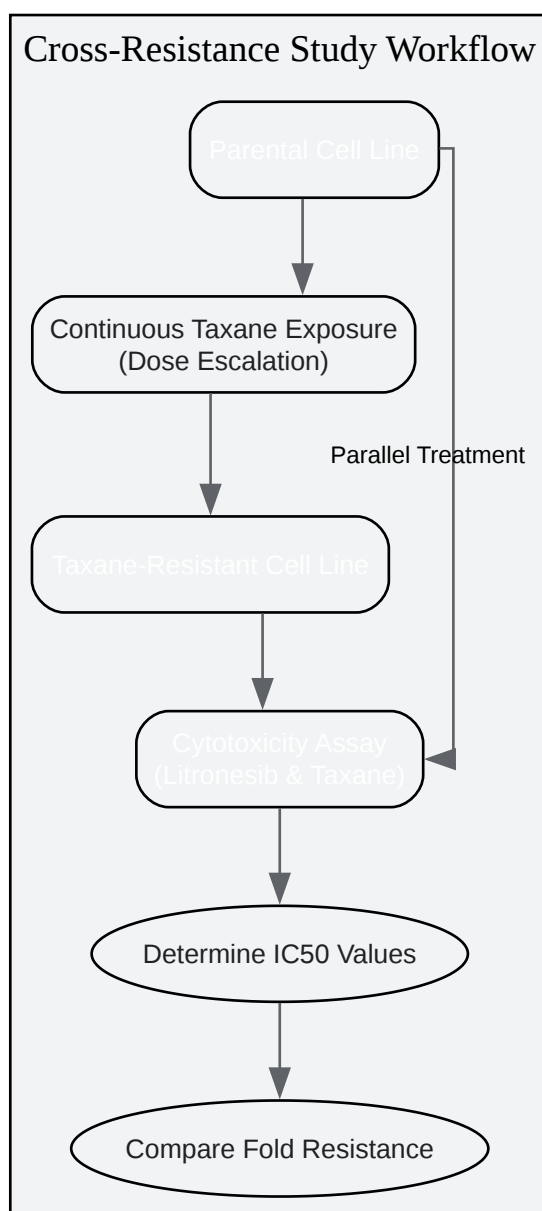 Cross-Resistance Study Workflow
Parental Cell Line
Continuous Taxane Exposure
(Dose Escalation)
Parallel Treatment
Taxane-Resistant Cell Line
Cytotoxicity Assay
(Litronesib & Taxane)
Determine IC50 Values
Compare Fold Resistance